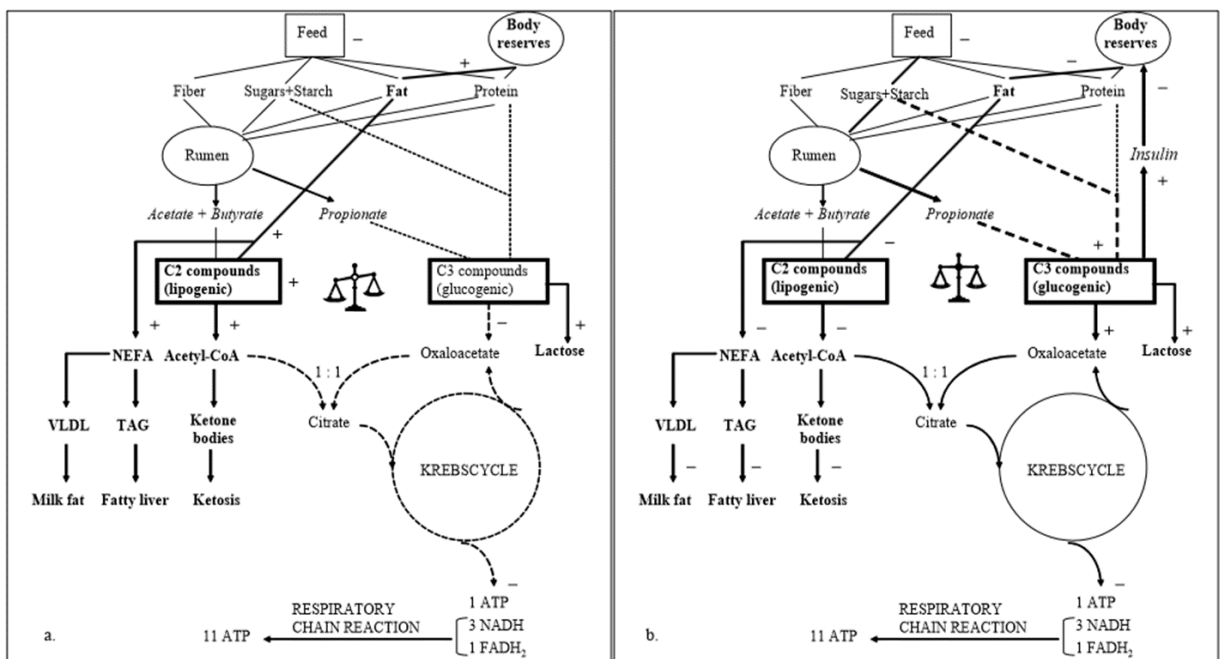 Feed
–
Body
reserves
+
Fiber
Sugars+Starch
Fat
Protein
Rumen
Acetate + Butyrate
Propionate
+
C2 compounds
(lipogenic)
+
C3 compounds
(glucogenic)
+
+
–
+
NEFA
Acetyl-CoA
Oxaloacetate
Lactose
1 : 1
VLDL
TAG
Ketone
bodies
Citrate
KREBSCYCLE
Milk fat
Fatty liver
Ketosis
–
1 ATP
3 NADH
1 FADH₂
RESPIRATORY
CHAIN REACTION
11 ATP
a.
Feed
–
Body
reserves
–
Fiber
Sugars+Starch
Fat
Protein
–
Insulin
+
Rumen
Acetate + Butyrate
Propionate
–
+
C2 compounds
(lipogenic)
C3 compounds
(glucogenic)
–
–
+
+
NEFA
Acetyl-CoA
Oxaloacetate
Lactose
1 : 1
VLDL
TAG
Ketone
bodies
Citrate
–
–
–
KREBSCYCLE
Milk fat
Fatty liver
Ketosis
–
1 ATP
3 NADH
1 FADH₂
RESPIRATORY
CHAIN REACTION
11 ATP
b.